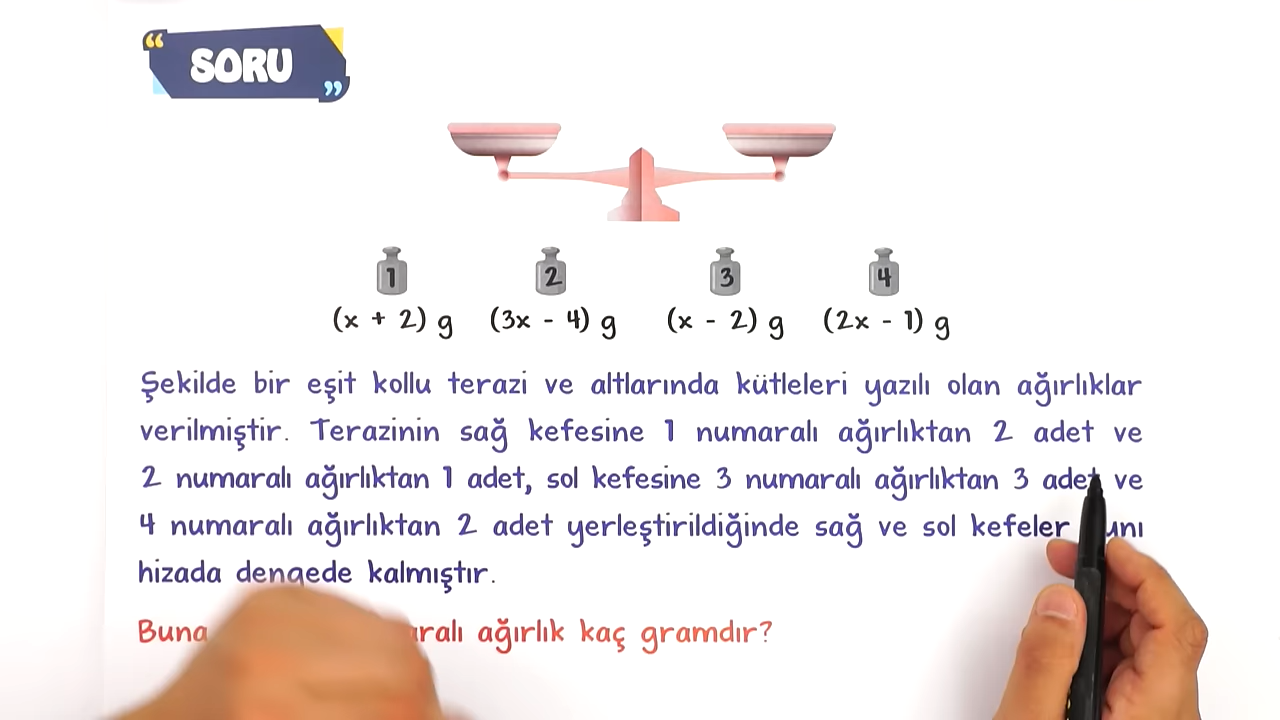 SORU
1 2 3 4
(x + 2) g (3x - 4) g (x - 2) g (2x - 1) g
Şekilde bir eşit kollu terazi ve altlarında kütleleri yazılı olan ağırlıklar
verilmiştir. Terazinin sağ kefesine 1 numaralı ağırlıktan 2 adet ve
2 numaralı ağırlıktan 1 adet, sol kefesine 3 numaralı ağırlıktan 3 adet ve
4 numaralı ağırlıktan 2 adet yerleştirildiğinde sağ ve sol kefeler
hizada dengede kalmıştır.
Buna ağırlık kaç gramdır?